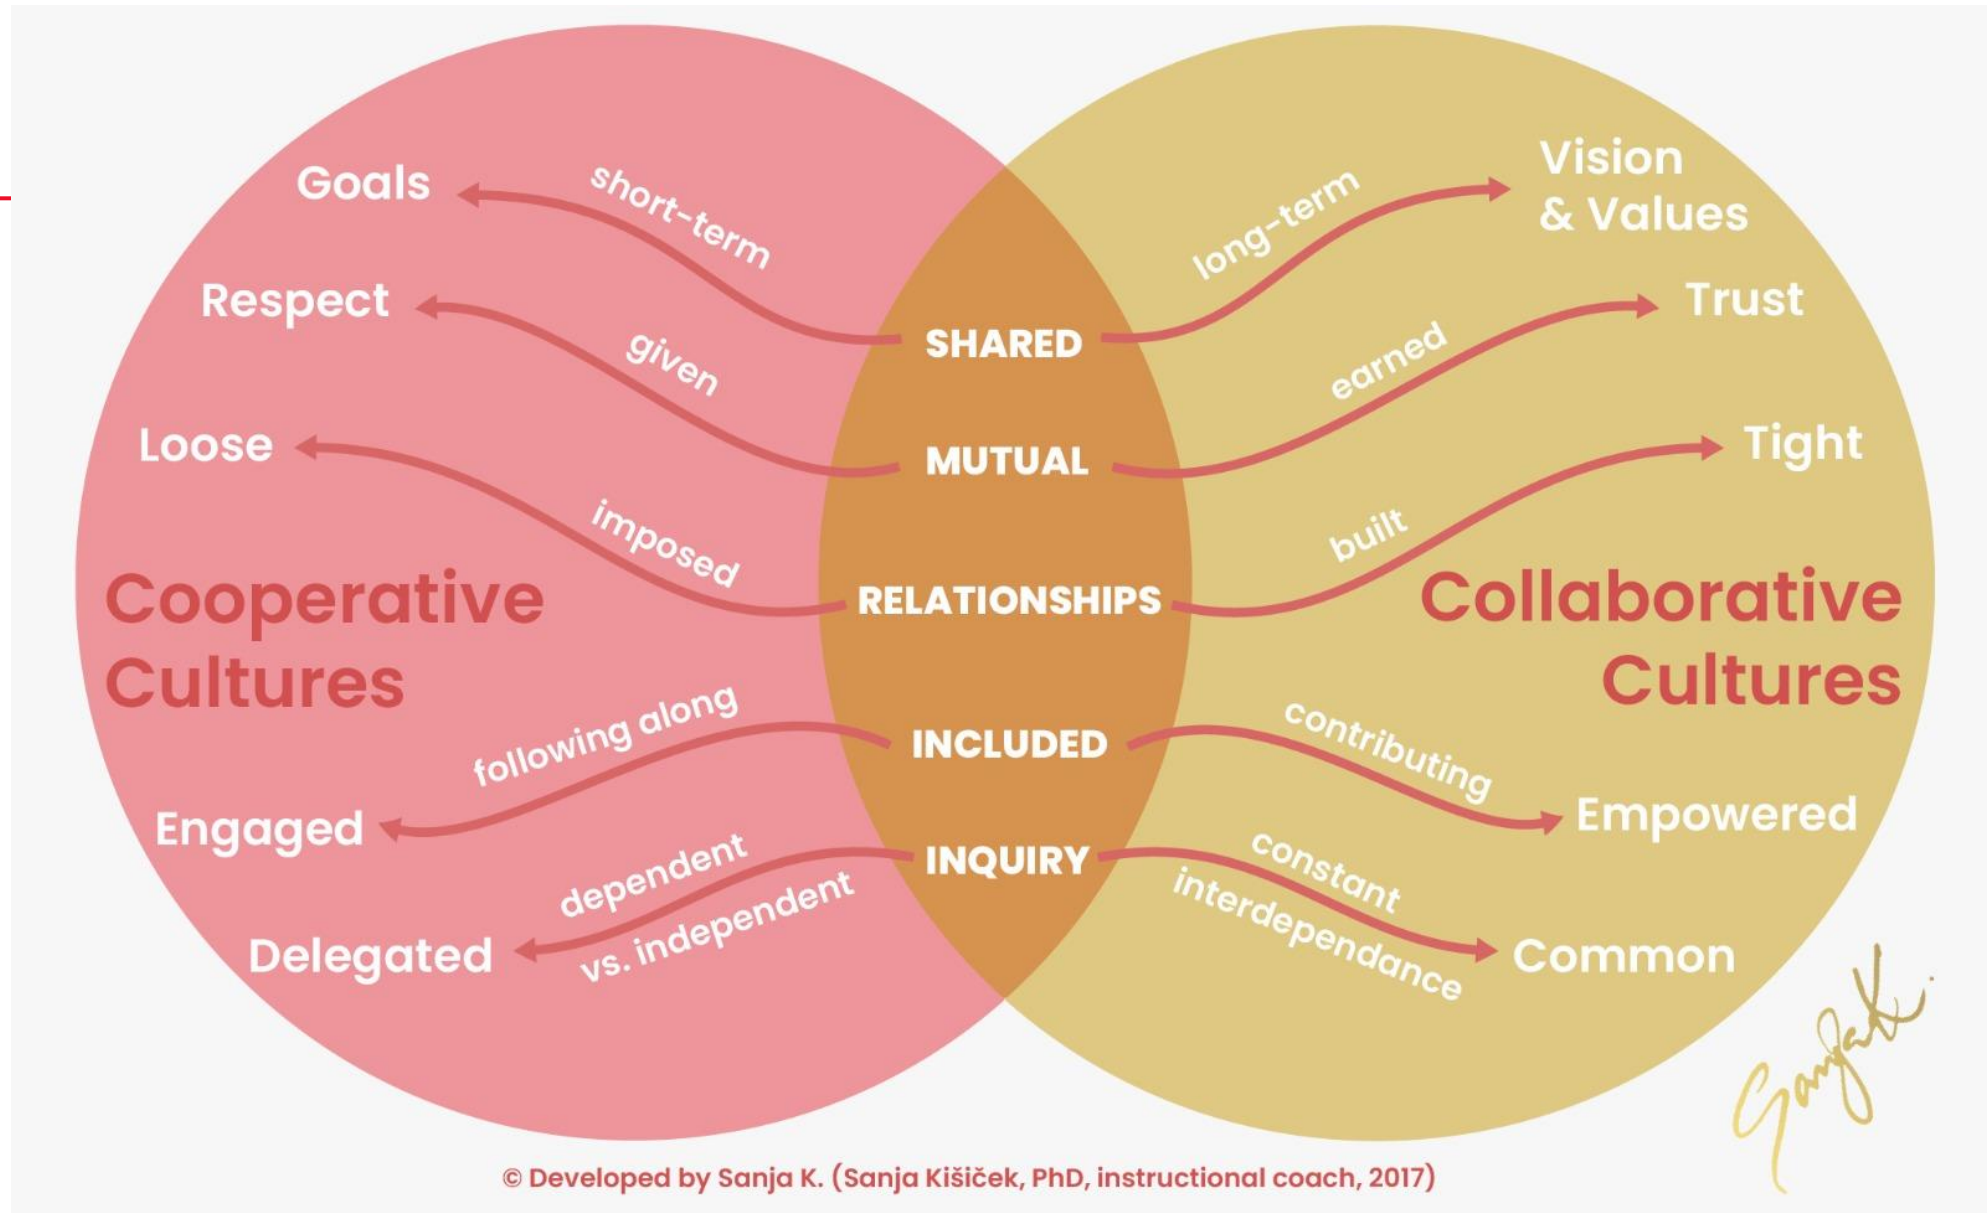 Goals
short-term
SHARED
long-term
Vision
& Values
Respect
given
MUTUAL
earned
Trust
Loose
imposed
RELATIONSHIPS
built
Tight
Cooperative
Cultures
Collaborative
Cultures
Engaged
following along
INCLUDED
contributing
Empowered
Delegated
dependent
vs. independent
INQUIRY
constant
interdependance
Common
Sanja K.
© Developed by Sanja K. (Sanja Kišiček, PhD, instructional coach, 2017)